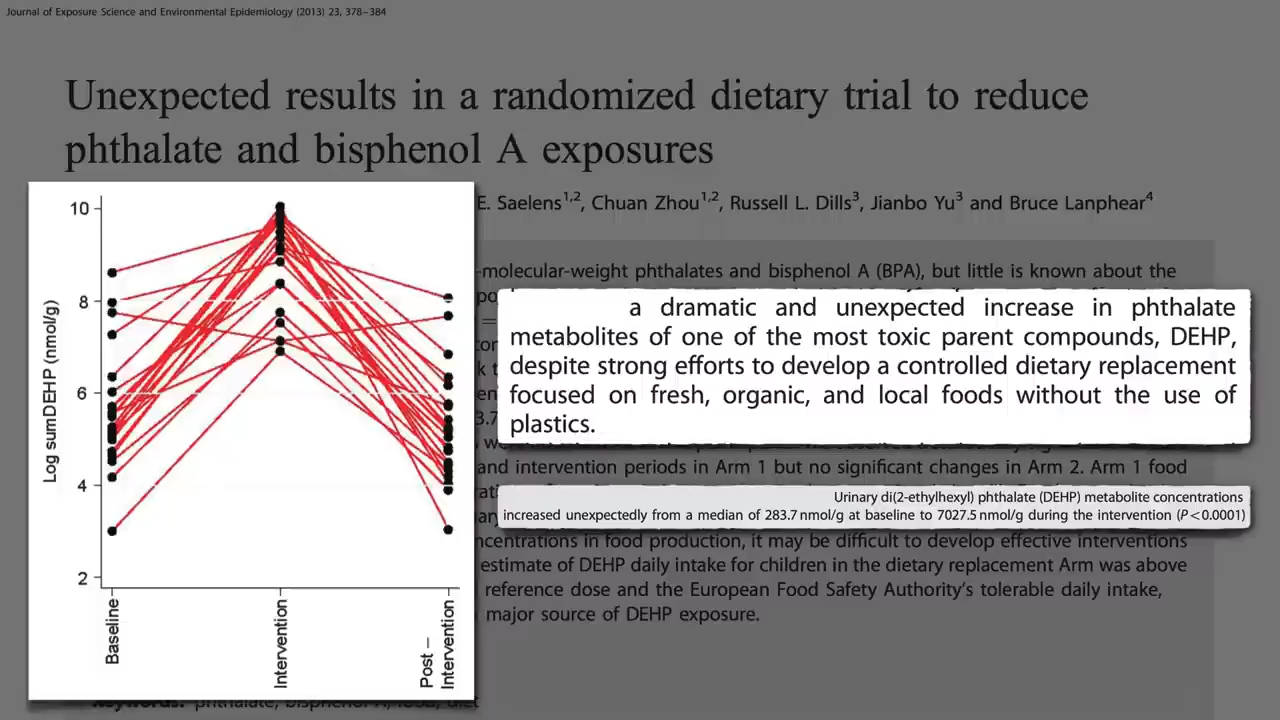 Journal of Exposure Science and Environmental Epidemiology (2013) 23, 378–384
Unexpected results in a randomized dietary trial to reduce
phthalate and bisphenol A exposures
E. Saelens1,2, Chuan Zhou1,2, Russell L. Dills3, Jianbo Yu3 and Bruce Lanphear4
-molecular-weight phthalates and bisphenol A (BPA), but little is known about the
a dramatic and unexpected increase in phthalate
metabolites of one of the most toxic parent compounds, DEHP,
despite strong efforts to develop a controlled dietary replacement
focused on fresh, organic, and local foods without the use of
plastics.
and intervention periods in Arm 1 but no significant changes in Arm 2. Arm 1 food
Urinary di(2-ethylhexyl) phthalate (DEHP) metabolite concentrations
increased unexpectedly from a median of 283.7 nmol/g at baseline to 7027.5 nmol/g during the intervention (P<0.0001)
ncentrations in food production, it may be difficult to develop effective interventions
estimate of DEHP daily intake for children in the dietary replacement Arm was above
reference dose and the European Food Safety Authority's tolerable daily intake,
major source of DEHP exposure.
Log sumDEHP (nmol/g)
10
8
6
4
2
Baseline
Intervention
Post –
Intervention